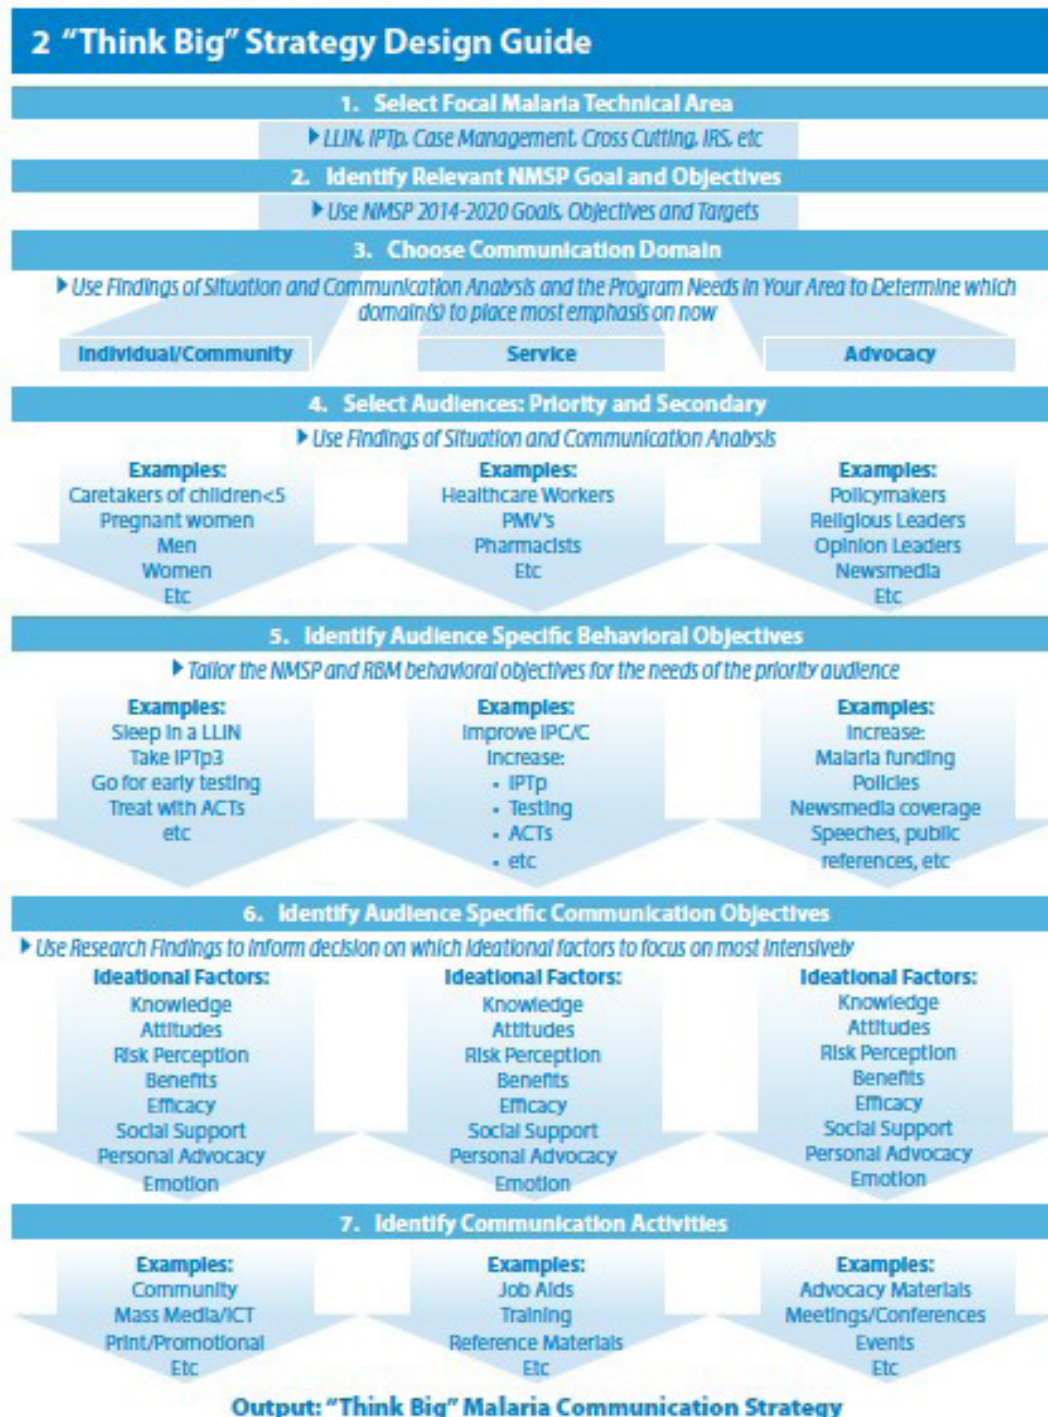 2 “Think Big” Strategy Design Guide
1. Select Focal Malaria Technical Area
LLIN, IPTp, Case Management, Cross Cutting, IRS, etc
2. Identify Relevant NMSP Goal and Objectives
Use NMSP 2014-2020 Goals, Objectives and Targets
3. Choose Communication Domain
Use Findings of Situation and Communication Analysis and the Program Needs in Your Area to Determine which
domain(s) to place most emphasis on now
Individual/Community
Service
Advocacy
4. Select Audiences: Priority and Secondary
Use Findings of Situation and Communication Analysis
Examples:
Caretakers of children<5
Pregnant women
Men
Women
Etc
Examples:
Healthcare Workers
PMV's
Pharmacists
Etc
Examples:
Policymakers
Religious Leaders
Opinion Leaders
Newsmedia
Etc
5. Identify Audience Specific Behavioral Objectives
Tailor the NMSP and RBM behavioral objectives for the needs of the priority audience
Examples:
Sleep in a LLIN
Take IPTp3
Go for early testing
Treat with ACTs
etc
Examples:
Improve IPC/C
Increase:
• IPTp
• Testing
• ACTs
• etc
Examples:
Increase:
Malaria funding
Policies
Newsmedia coverage
Speeches, public
references, etc
6. Identify Audience Specific Communication Objectives
Use Research Findings to inform decision on which ideational factors to focus on most intensively
Ideational Factors:
Knowledge
Attitudes
Risk Perception
Benefits
Efficacy
Social Support
Personal Advocacy
Emotion
Ideational Factors:
Knowledge
Attitudes
Risk Perception
Benefits
Efficacy
Social Support
Personal Advocacy
Emotion
Ideational Factors:
Knowledge
Attitudes
Risk Perception
Benefits
Efficacy
Social Support
Personal Advocacy
Emotion
7. Identify Communication Activities
Examples:
Community
Mass Media/ICT
Print/Promotional
Etc
Examples:
Job Aids
Training
Reference Materials
Etc
Examples:
Advocacy Materials
Meetings/Conferences
Events
Etc
Output: “Think Big” Malaria Communication Strategy